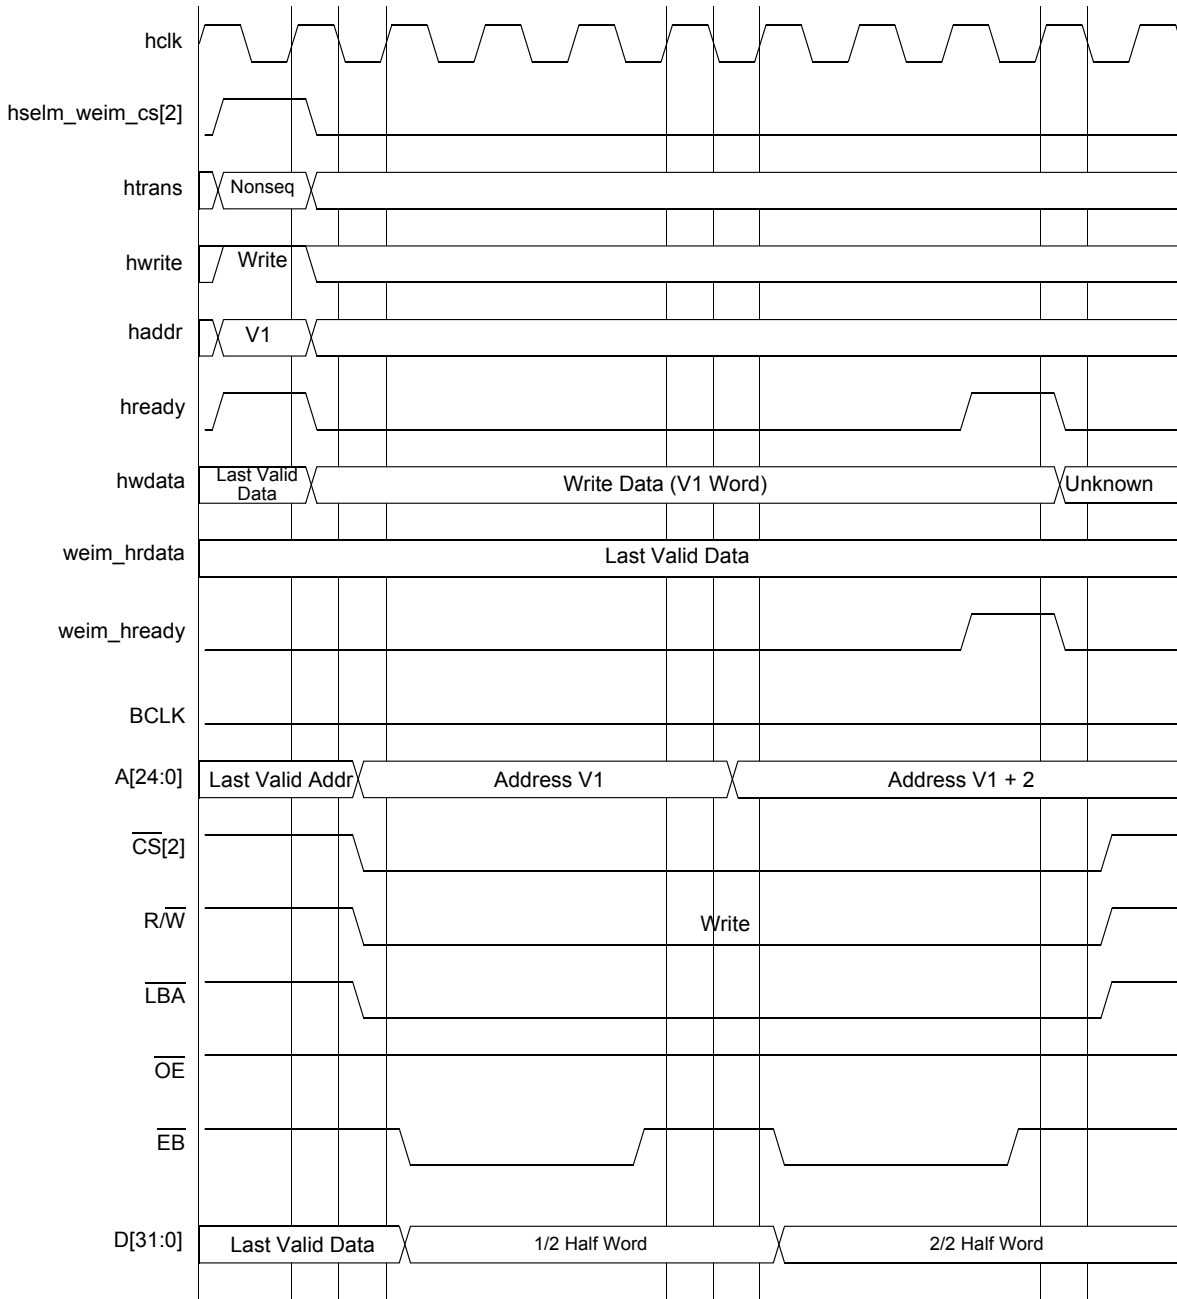 hclk
hselm_weim_cs[2]
htrans Nonseq
hwrite Write
haddr V1
hready
hwdata Last Valid Data Write Data (V1 Word) Unknown
weim_hrdata Last Valid Data
weim_hready
BCLK
A[24:0] Last Valid Addr Address V1 Address V1 + 2
CS[2]
R/W Write
LBA
OE
EB
D[31:0] Last Valid Data 1/2 Half Word 2/2 Half Word